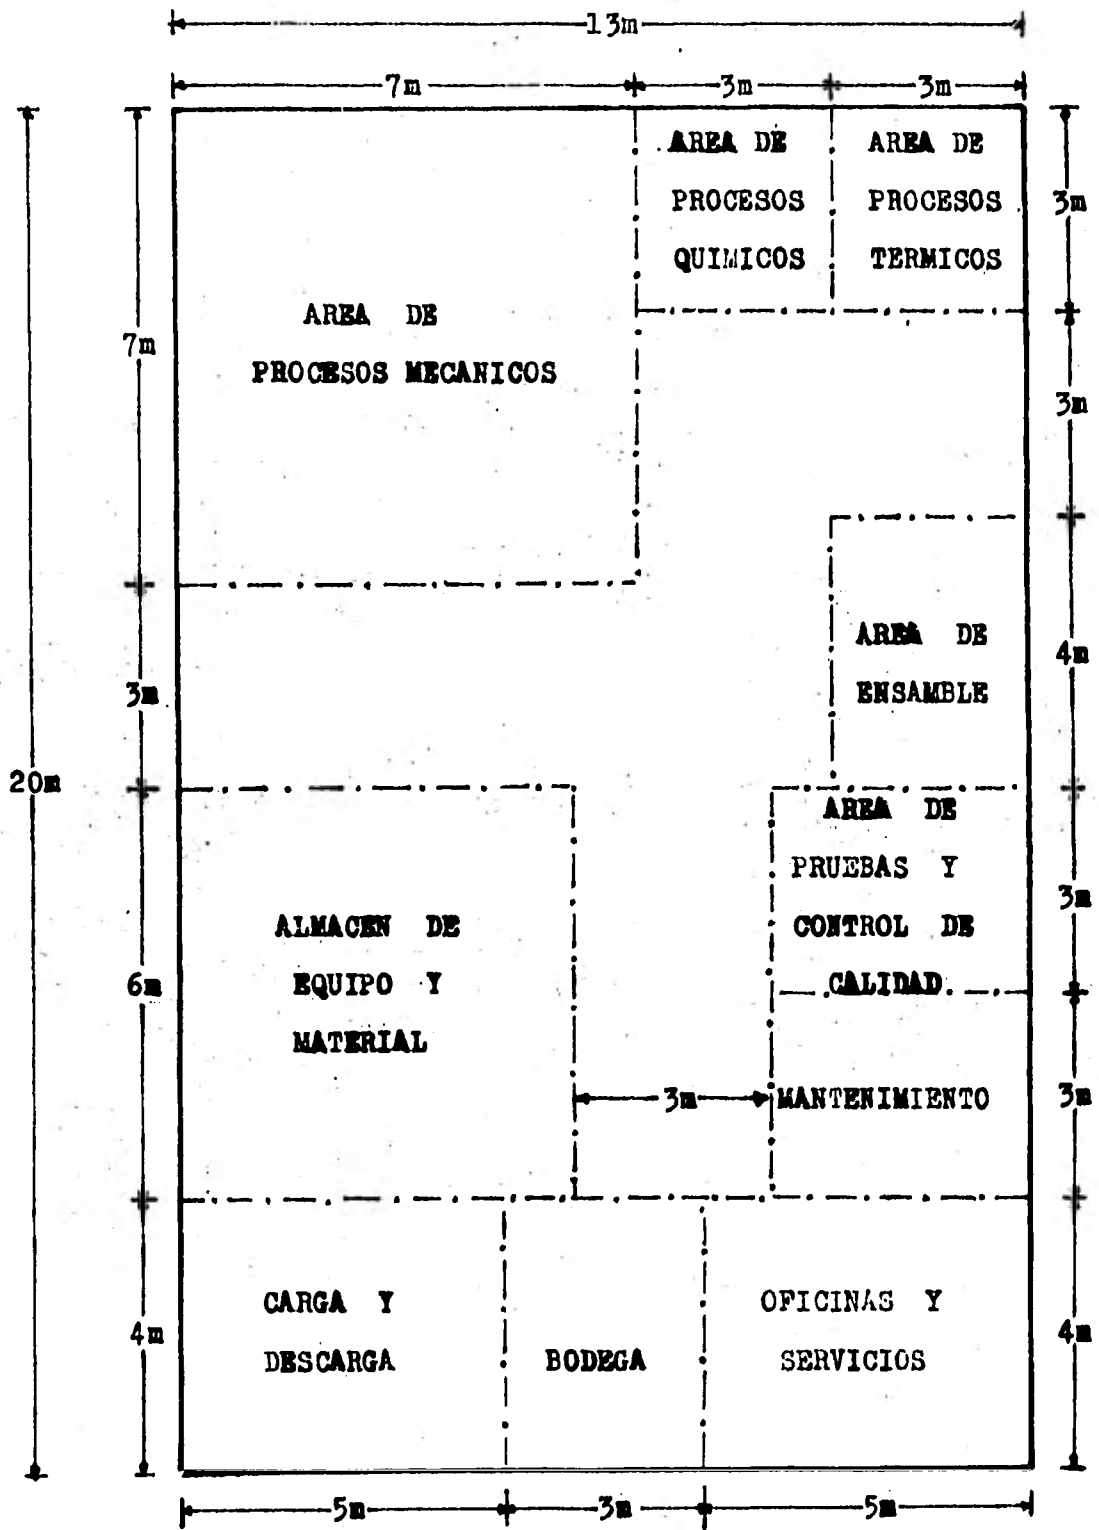 13m
7m 3m 3m
AREA DE
PROCESOS
QUIMICOS
AREA DE
PROCESOS
TERMICOS
3m
AREA DE
PROCESOS MECANICOS
7m
3m
AREA DE
ENSAMBLE
4m
3m
20m
AREA DE
PRUEBAS Y
CONTROL DE
CALIDAD
3m
ALMACEN DE
EQUIPO Y
MATERIAL
6m
3m
MANTENIMIENTO
3m
CARGA Y
DESCARGA
BODEGA
OFICINAS Y
SERVICIOS
4m
4m
5m 3m 5m